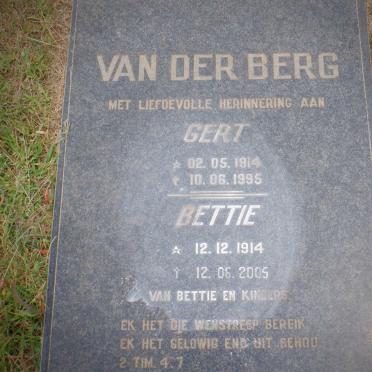 VAN DER BERG
MET LIEFDEVOLLE HERINNERING AAN
GERT
☆ 02.05.1914
† 10.06.1995
BETTIE
☆ 12.12.1914
† 12.06.2005
VAN BETTIE EN KINDERS
EK HET DIE WENSTREEP BEREIK
EK HET GELOWIG END UIT BEHOU
2 TIM. 4:7